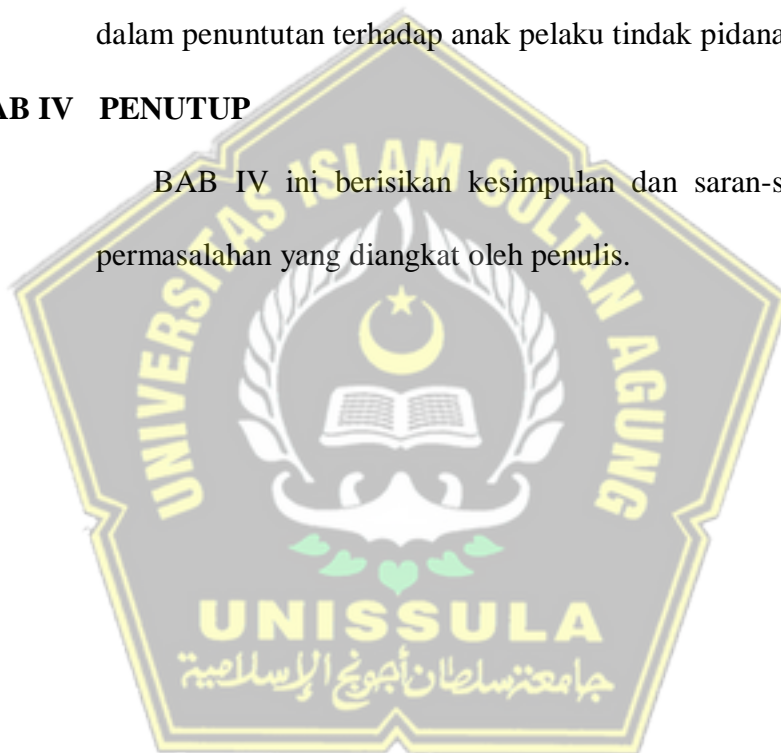 dalam penuntutan terhadap anak pelaku tindak pidana
AB IV PENUTUP
BAB IV ini berisikan kesimpulan dan saran-s
permasalahan yang diangkat oleh penulis.
UNIVERSITAS ISLAM SULTAN AGUNG
UNISSULA
جامعة سلطان أجونج الإسلامية